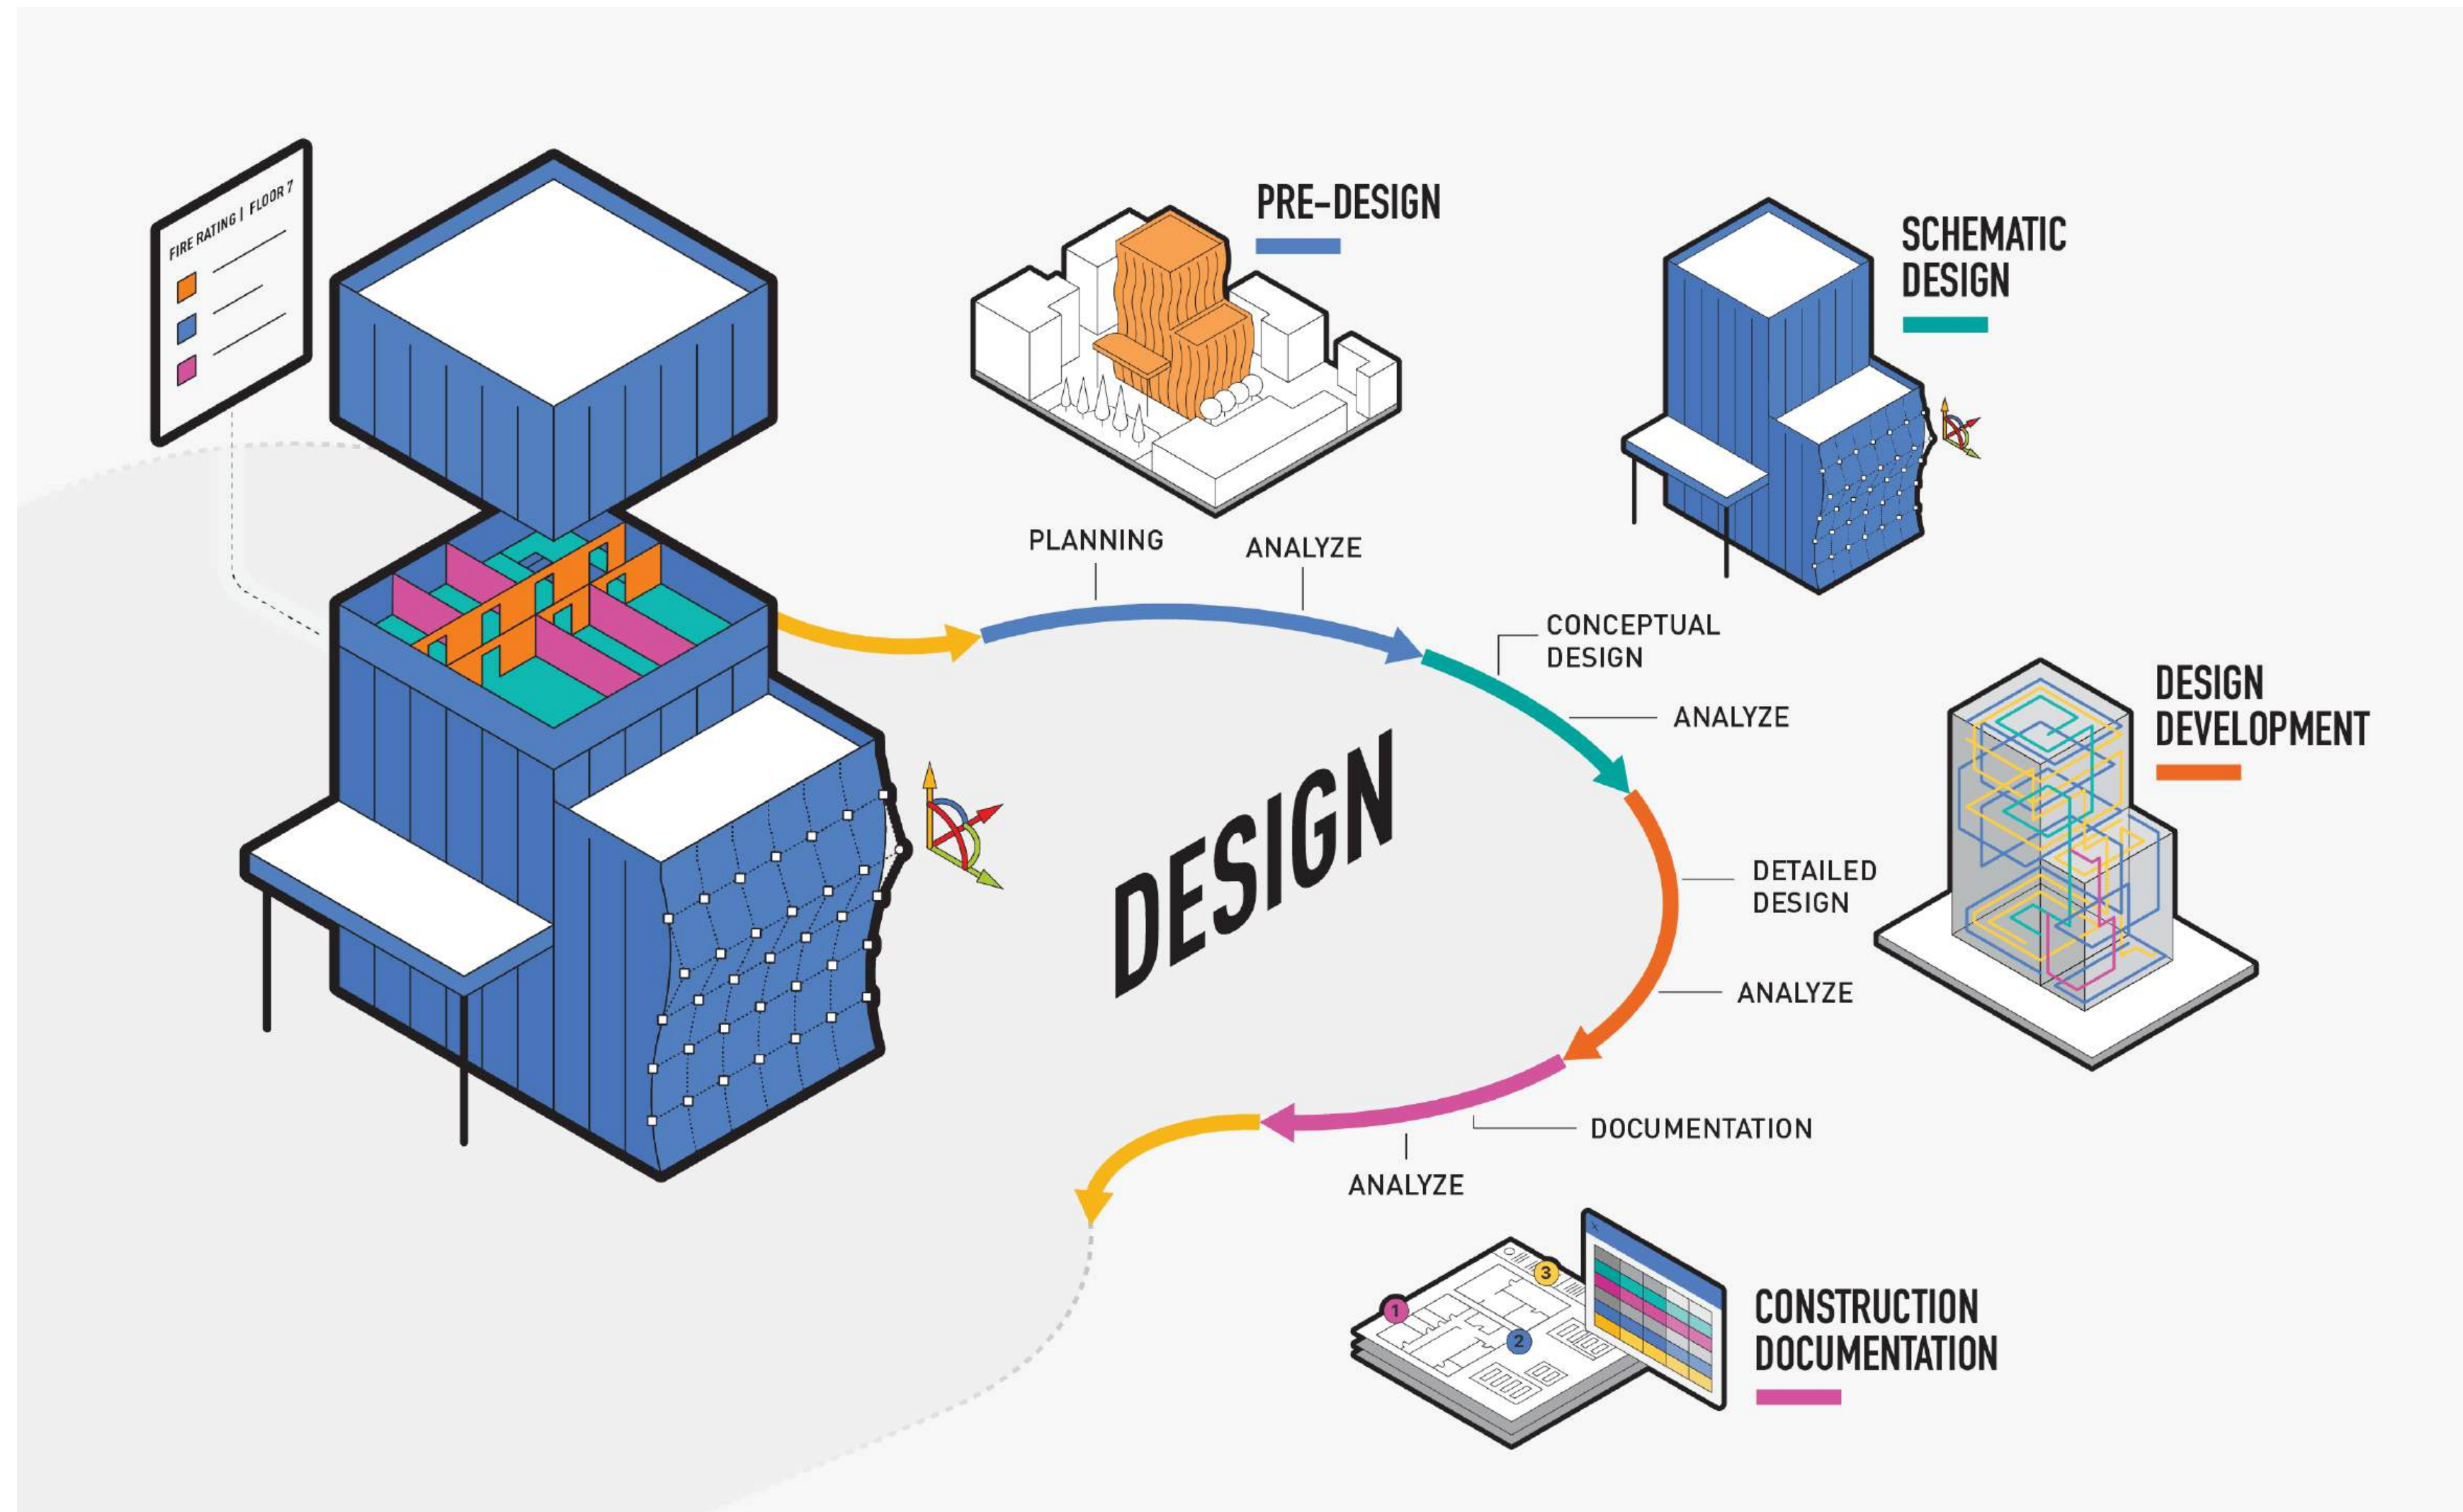 FIRE RATING | FLOOR 7
PRE-DESIGN
SCHEMATIC
DESIGN
PLANNING
ANALYZE
CONCEPTUAL
DESIGN
ANALYZE
DESIGN
DEVELOPMENT
DESIGN
DETAILED
DESIGN
ANALYZE
DOCUMENTATION
ANALYZE
3
1
2
X
CONSTRUCTION
DOCUMENTATION